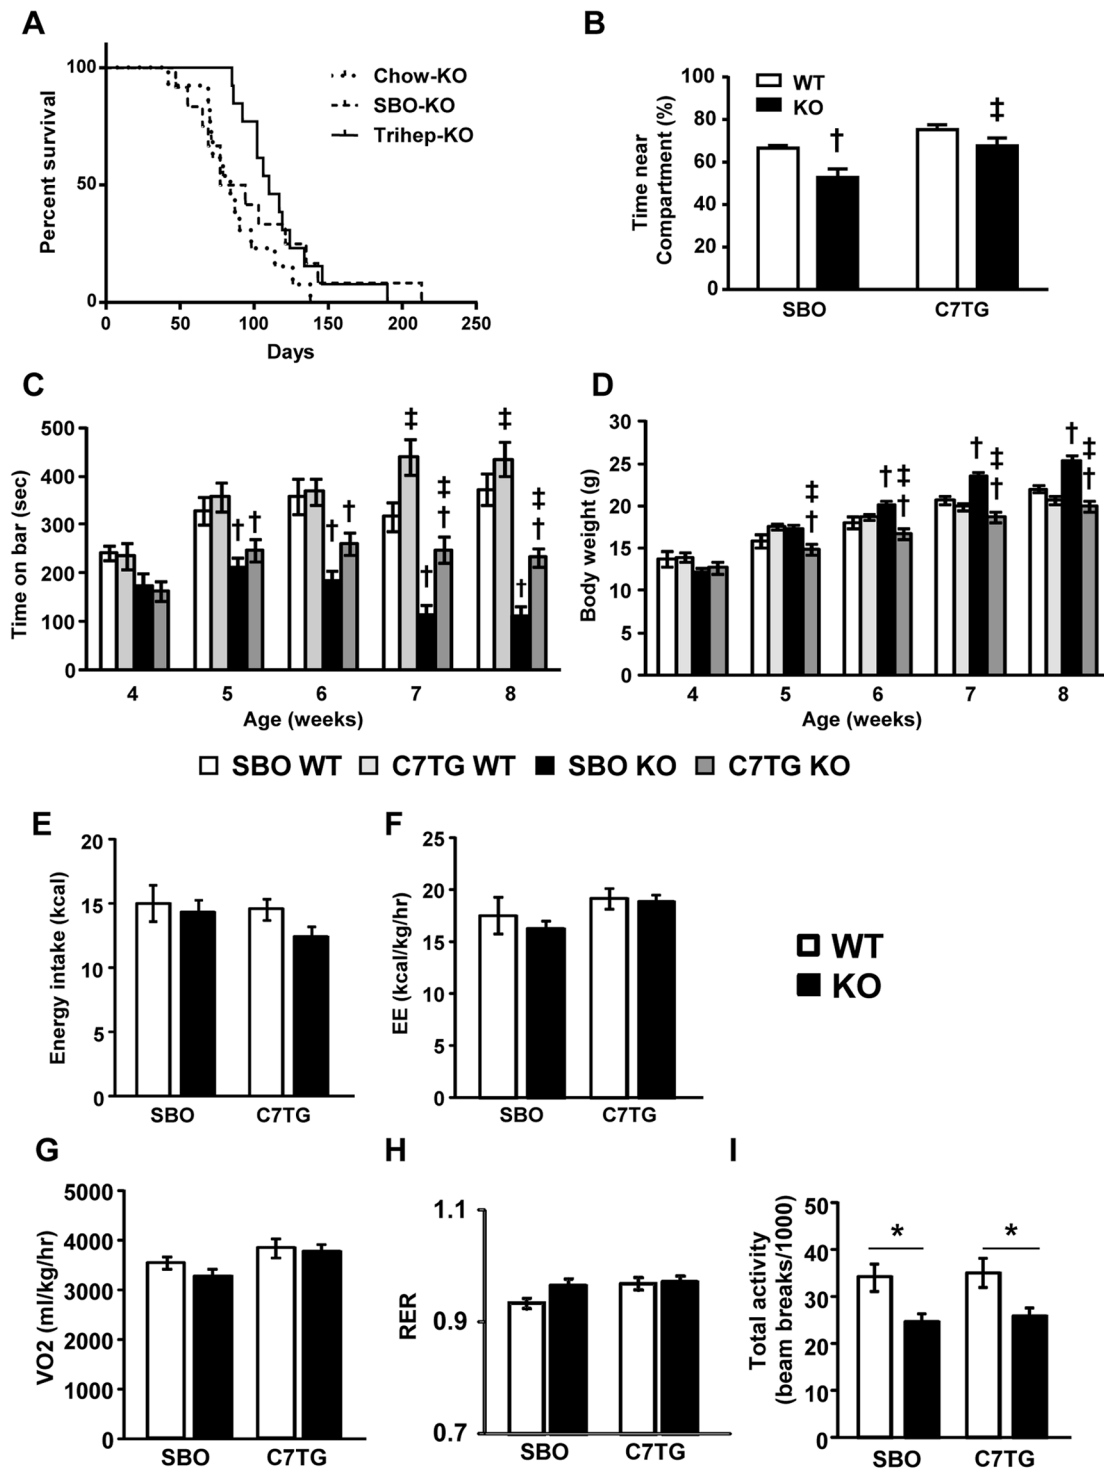 A
B
100
50
0
Percent survival
Chow-KO
SBO-KO
Trihep-KO
0 50 100 150 200 250
Days
100
80
60
40
20
0
Time near
Compartment (%)
WT
KO
†
‡
SBO C7TG
C
D
500
400
300
200
100
0
Time on bar (sec)
† †
† †
‡ † ‡ †
‡ † ‡ †
4 5 6 7 8
Age (weeks)
30
25
20
15
10
5
0
Body weight (g)
‡ †
† ‡ †
† ‡ †
† ‡ †
4 5 6 7 8
Age (weeks)
SBO WT C7TG WT SBO KO C7TG KO
E
F
20
15
10
5
0
Energy intake (kcal)
SBO C7TG
25
20
15
10
5
0
EE (kcal/kg/hr)
SBO C7TG
WT
KO
G
H
I
5000
4000
3000
2000
1000
0
VO2 (ml/kg/hr)
SBO C7TG
1.1
0.9
0.7
RER
SBO C7TG
50
40
30
20
10
0
Total activity
(beam breaks/1000)
* *
SBO C7TG